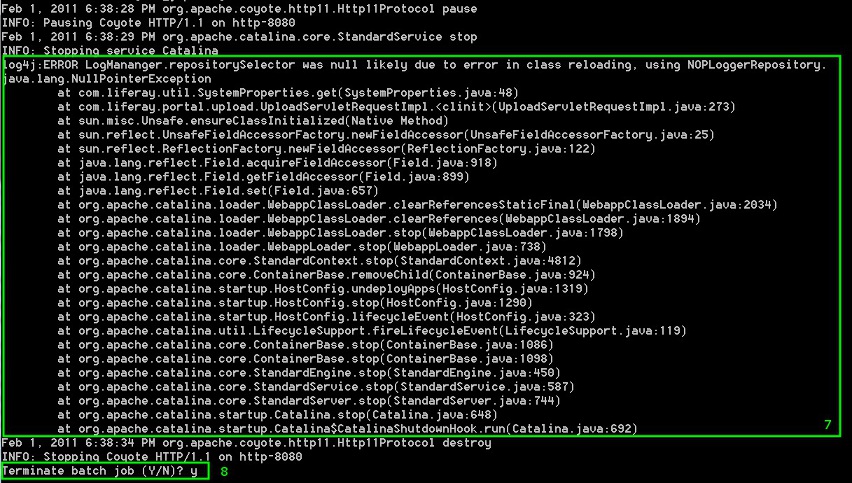 Feb 1, 2011 6:38:28 PM org.apache.coyote.http11.Http11Protocol pause
INFO: Pausing Coyote HTTP/1.1 on http-8080
Feb 1, 2011 6:38:29 PM org.apache.catalina.core.StandardService stop
INFO: Stopping service Catalina
log4j:ERROR LogMananger.repositorySelector was null likely due to error in class reloading, using NOPLoggerRepository.
java.lang.NullPointerException
at com.liferay.util.SystemProperties.get(SystemProperties.java:48)
at com.liferay.portal.upload.UploadServletRequestImpl.<clinit>(UploadServletRequestImpl.java:273)
at sun.misc.Unsafe.ensureClassInitialized(Native Method)
at sun.reflect.UnsafeFieldAccessorFactory.newFieldAccessor(UnsafeFieldAccessorFactory.java:25)
at sun.reflect.ReflectionFactory.newFieldAccessor(ReflectionFactory.java:122)
at java.lang.reflect.Field.acquireFieldAccessor(Field.java:918)
at java.lang.reflect.Field.getFieldAccessor(Field.java:899)
at java.lang.reflect.Field.set(Field.java:657)
at org.apache.catalina.loader.WebappClassLoader.clearReferencesStaticFinal(WebappClassLoader.java:2034)
at org.apache.catalina.loader.WebappClassLoader.clearReferences(WebappClassLoader.java:1894)
at org.apache.catalina.loader.WebappClassLoader.stop(WebappClassLoader.java:1798)
at org.apache.catalina.loader.WebappLoader.stop(WebappLoader.java:738)
at org.apache.catalina.core.StandardContext.stop(StandardContext.java:4812)
at org.apache.catalina.core.ContainerBase.removeChild(ContainerBase.java:924)
at org.apache.catalina.startup.HostConfig.undeployApps(HostConfig.java:1319)
at org.apache.catalina.startup.HostConfig.stop(HostConfig.java:1290)
at org.apache.catalina.startup.HostConfig.lifecycleEvent(HostConfig.java:323)
at org.apache.catalina.util.LifecycleSupport.fireLifecycleEvent(LifecycleSupport.java:119)
at org.apache.catalina.core.ContainerBase.stop(ContainerBase.java:1086)
at org.apache.catalina.core.ContainerBase.stop(ContainerBase.java:1098)
at org.apache.catalina.core.StandardEngine.stop(StandardEngine.java:450)
at org.apache.catalina.core.StandardService.stop(StandardService.java:587)
at org.apache.catalina.core.StandardServer.stop(StandardServer.java:744)
at org.apache.catalina.startup.Catalina.stop(Catalina.java:648)
at org.apache.catalina.startup.Catalina$CatalinaShutdownHook.run(Catalina.java:692) 7
Feb 1, 2011 6:38:34 PM org.apache.coyote.http11.Http11Protocol destroy
INFO: Stopping Coyote HTTP/1.1 on http-8080
Terminate batch job (Y/N)? y 8